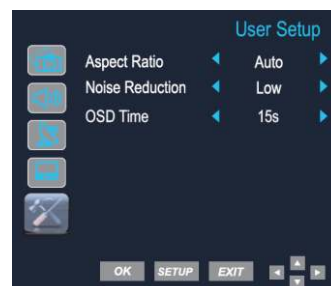 User Setup
Aspect Ratio Auto
Noise Reduction Low
OSD Time 15s
OK SETUP EXIT